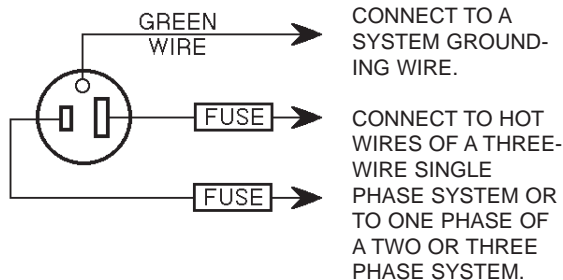 GREEN
WIRE
CONNECT TO A
SYSTEM GROUND-
ING WIRE.
FUSE
CONNECT TO HOT
WIRES OF A THREE-
WIRE SINGLE
PHASE SYSTEM OR
TO ONE PHASE OF
A TWO OR THREE
PHASE SYSTEM.
FUSE